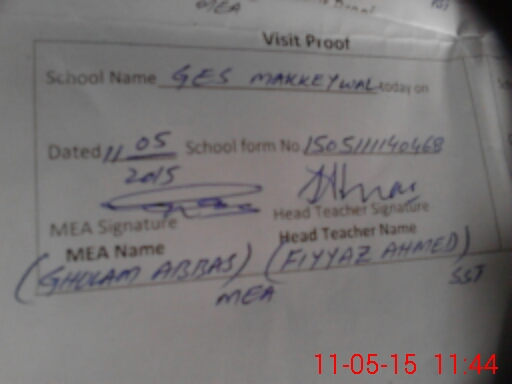 MEA
Visit Proof
School Name GES MAKKEYWAL today on
Dated 11 05 School form No. 1505111140468
2015
MEA Signature Head Teacher Signature
MEA Name Head Teacher Name
(GHULAM ABBAS) (FIYYAZ AHMED)
MEA SST
11-05-15 11:44